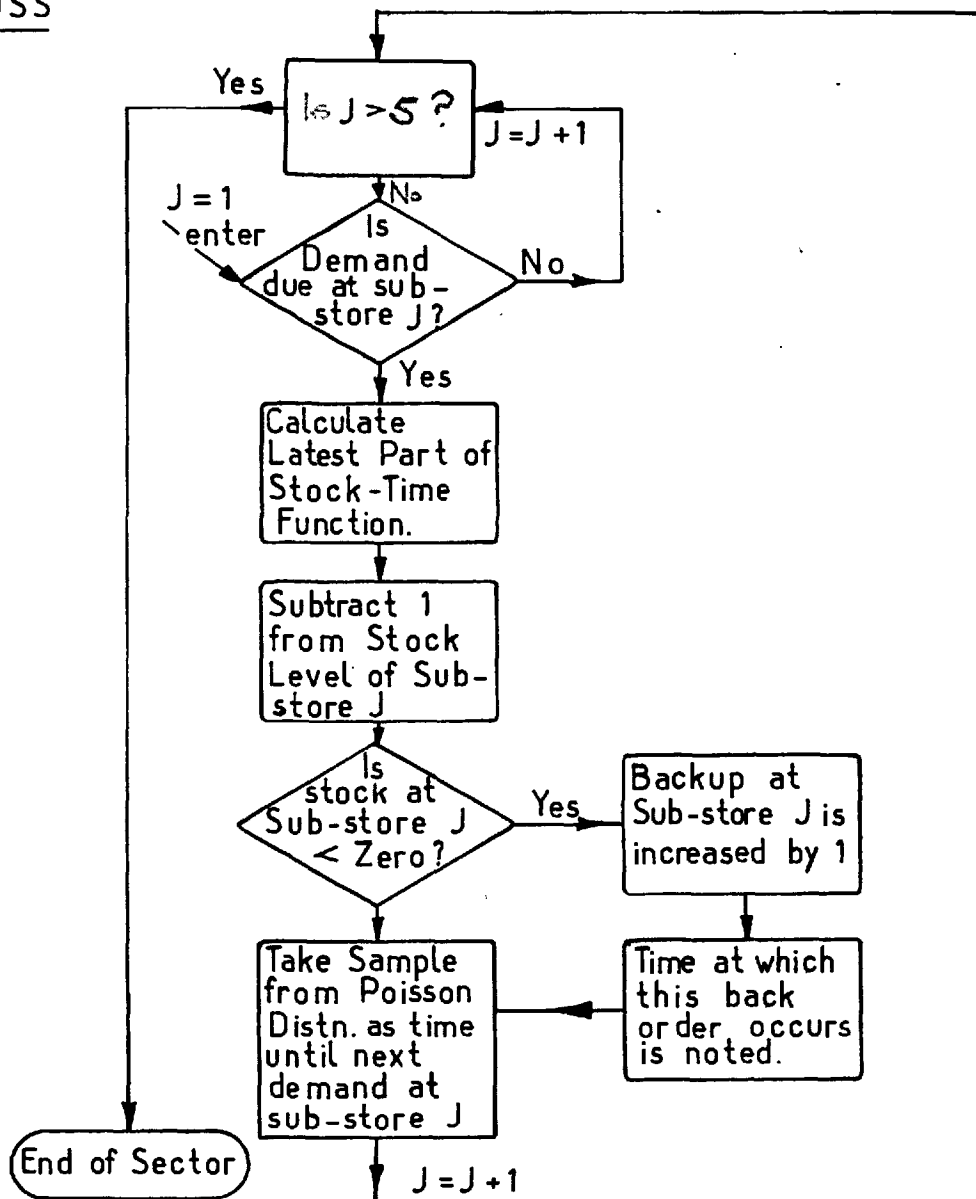 Yes
Is J > 5 ?
J = J + 1
No
J = 1
enter
Is
Demand
due at sub-
store J?
No
Yes
Calculate
Latest Part of
Stock-Time
Function.
Subtract 1
from Stock
Level of Sub-
store J
Is
stock at
Sub-store J
< Zero?
Yes
Backup at
Sub-store J is
increased by 1
Time at which
this back
order occurs
is noted.
Take Sample
from Poisson
Distn. as time
until next
demand at
sub-store J
End of Sector
J = J + 1